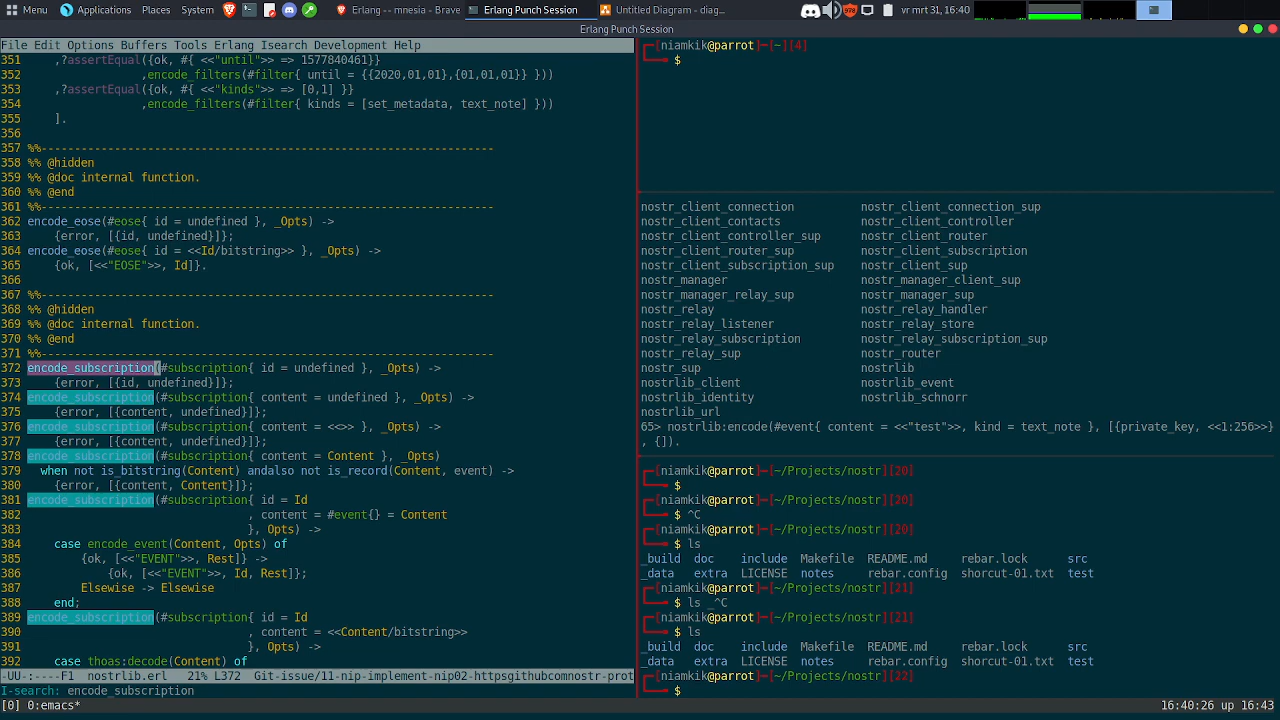 Menu Applications Places System Erlang -- mnesia - Brave Erlang Punch Session Untitled Diagram - diag... 978 vr mrt 31, 16:40
Erlang Punch Session
File Edit Options Buffers Tools Erlang Isearch Development Help
351     ,?assertEqual({ok, #{ <<"until">> => 1577840461}}
352                  ,encode_filters(#filter{ until = {{2020,01,01},{01,01,01}} }))
353     ,?assertEqual({ok, #{ <<"kinds">> => [0,1] }}
354                  ,encode_filters(#filter{ kinds = [set_metadata, text_note] }))
355     ].
356
357 %%--------------------------------------------------------------------
358 %% @hidden
359 %% @doc internal function.
360 %% @end
361 %%--------------------------------------------------------------------
362 encode_eose(#eose{ id = undefined }, _Opts) ->
363     {error, [{id, undefined}]};
364 encode_eose(#eose{ id = <<Id/bitstring>> }, _Opts) ->
365     {ok, [<<"EOSE">>, Id]}.
366
367 %%--------------------------------------------------------------------
368 %% @hidden
369 %% @doc internal function.
370 %% @end
371 %%--------------------------------------------------------------------
372 encode_subscription(#subscription{ id = undefined }, _Opts) ->
373     {error, [{id, undefined}]};
374 encode_subscription(#subscription{ content = undefined }, _Opts) ->
375     {error, [{content, undefined}]};
376 encode_subscription(#subscription{ content = <<>> }, _Opts) ->
377     {error, [{content, undefined}]};
378 encode_subscription(#subscription{ content = Content }, _Opts)
379   when not is_bitstring(Content) andalso not is_record(Content, event) ->
380     {error, [{content, Content}]};
381 encode_subscription(#subscription{ id = Id
382                                  , content = #event{} = Content
383                                  }, Opts) ->
384     case encode_event(Content, Opts) of
385         {ok, [<<"EVENT">>, Rest]} ->
386             {ok, [<<"EVENT">>, Id, Rest]};
387         Elsewise -> Elsewise
388     end;
389 encode_subscription(#subscription{ id = Id
390                                  , content = <<Content/bitstring>>
391                                  }, Opts) ->
392     case thoas:decode(Content) of
-UU-:----F1 nostrlib.erl 21% L372 Git-issue/11-nip-implement-nip02-httpsgithubcomnostr-prot
I-search: encode_subscription
┌─[niamkik@parrot]─[~][4]
└──╼ $
nostr_client_connection nostr_client_connection_sup
nostr_client_contacts nostr_client_controller
nostr_client_controller_sup nostr_client_router
nostr_client_router_sup nostr_client_subscription
nostr_client_subscription_sup nostr_client_sup
nostr_manager nostr_manager_client_sup
nostr_manager_relay_sup nostr_manager_sup
nostr_relay nostr_relay_handler
nostr_relay_listener nostr_relay_store
nostr_relay_subscription nostr_relay_subscription_sup
nostr_relay_sup nostr_router
nostr_sup nostrlib
nostrlib_client nostrlib_event
nostrlib_identity nostrlib_schnorr
nostrlib_url
65> nostrlib:encode(#event{ content = <<"test">>, kind = text_note }, [{private_key, <<1:256>>}
, {]).
┌─[niamkik@parrot]─[~/Projects/nostr][20]
└──╼ $
┌─[niamkik@parrot]─[~/Projects/nostr][20]
└──╼ $ ^C
┌─[niamkik@parrot]─[~/Projects/nostr][20]
└──╼ $ ls
_build doc include Makefile README.md rebar.lock src
_data extra LICENSE notes rebar.config shorcut-01.txt test
┌─[niamkik@parrot]─[~/Projects/nostr][21]
└──╼ $ ls _^C
┌─[niamkik@parrot]─[~/Projects/nostr][21]
└──╼ $ ls
_build doc include Makefile README.md rebar.lock src
_data extra LICENSE notes rebar.config shorcut-01.txt test
┌─[niamkik@parrot]─[~/Projects/nostr][22]
└──╼ $
[0] 0:emacs* 16:40:26 up 16:43